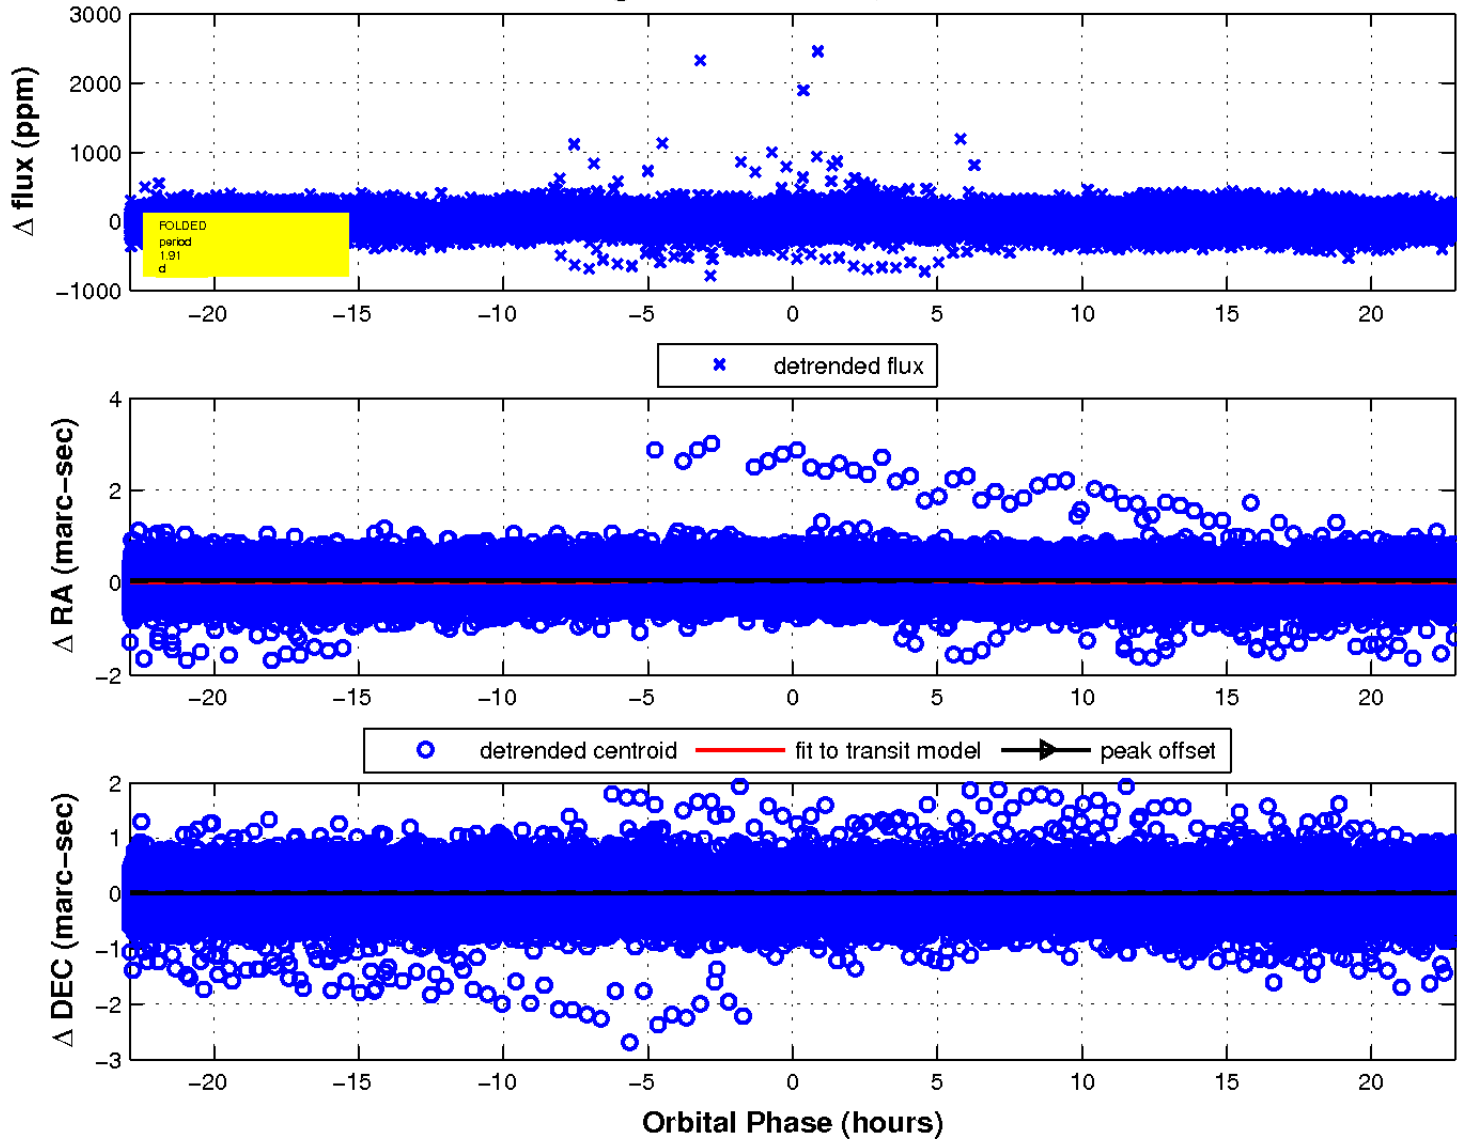 3000
2000
1000
0
−1000
Δ flux (ppm)
FOLDED
period
1.91
d
−20 −15 −10 −5 0 5 10 15 20
detrended flux
4
2
0
−2
Δ RA (marc−sec)
−20 −15 −10 −5 0 5 10 15 20
detrended centroid fit to transit model peak offset
2
1
0
−1
−2
−3
Δ DEC (marc−sec)
−20 −15 −10 −5 0 5 10 15 20
Orbital Phase (hours)